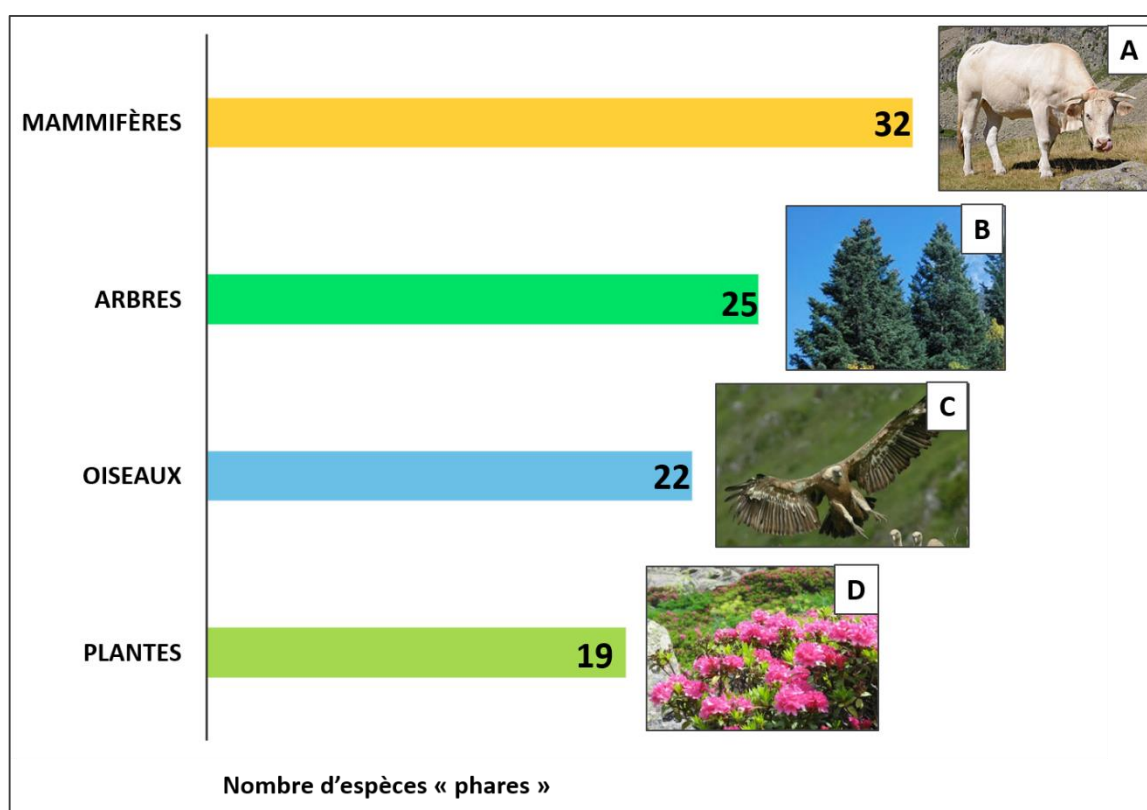 A
MAMMIFÈRES
32
B
ARBRES
25
C
OISEAUX
22
D
PLANTES
19
Nombre d’espèces « phares »